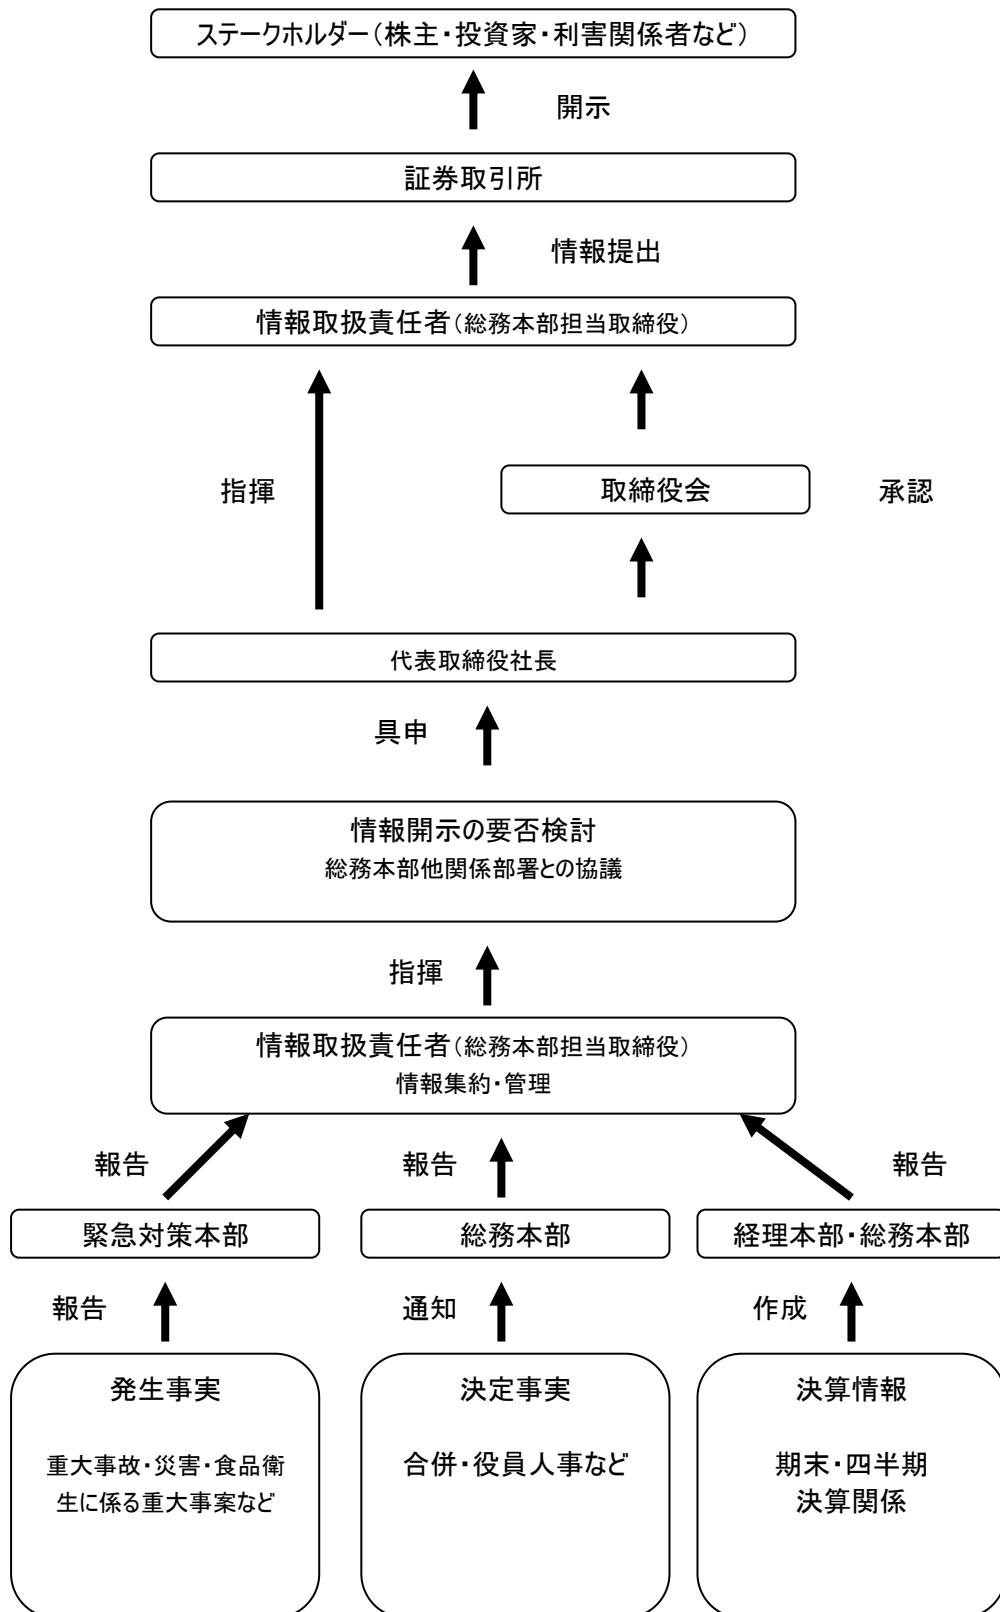 ステークホルダー（株主・投資家・利害関係者など）
開示
証券取引所
情報提出
情報取扱責任者（総務本部担当取締役）
指揮
取締役会
承認
代表取締役社長
具申
情報開示の要否検討
総務本部他関係部署との協議
指揮
情報取扱責任者（総務本部担当取締役）
情報集約・管理
報告
報告
報告
緊急対策本部
総務本部
経理本部・総務本部
報告
通知
作成
発生事実
重大事故・災害・食品衛
生に係る重大事案など
決定事実
合併・役員人事など
決算情報
期末・四半期
決算関係